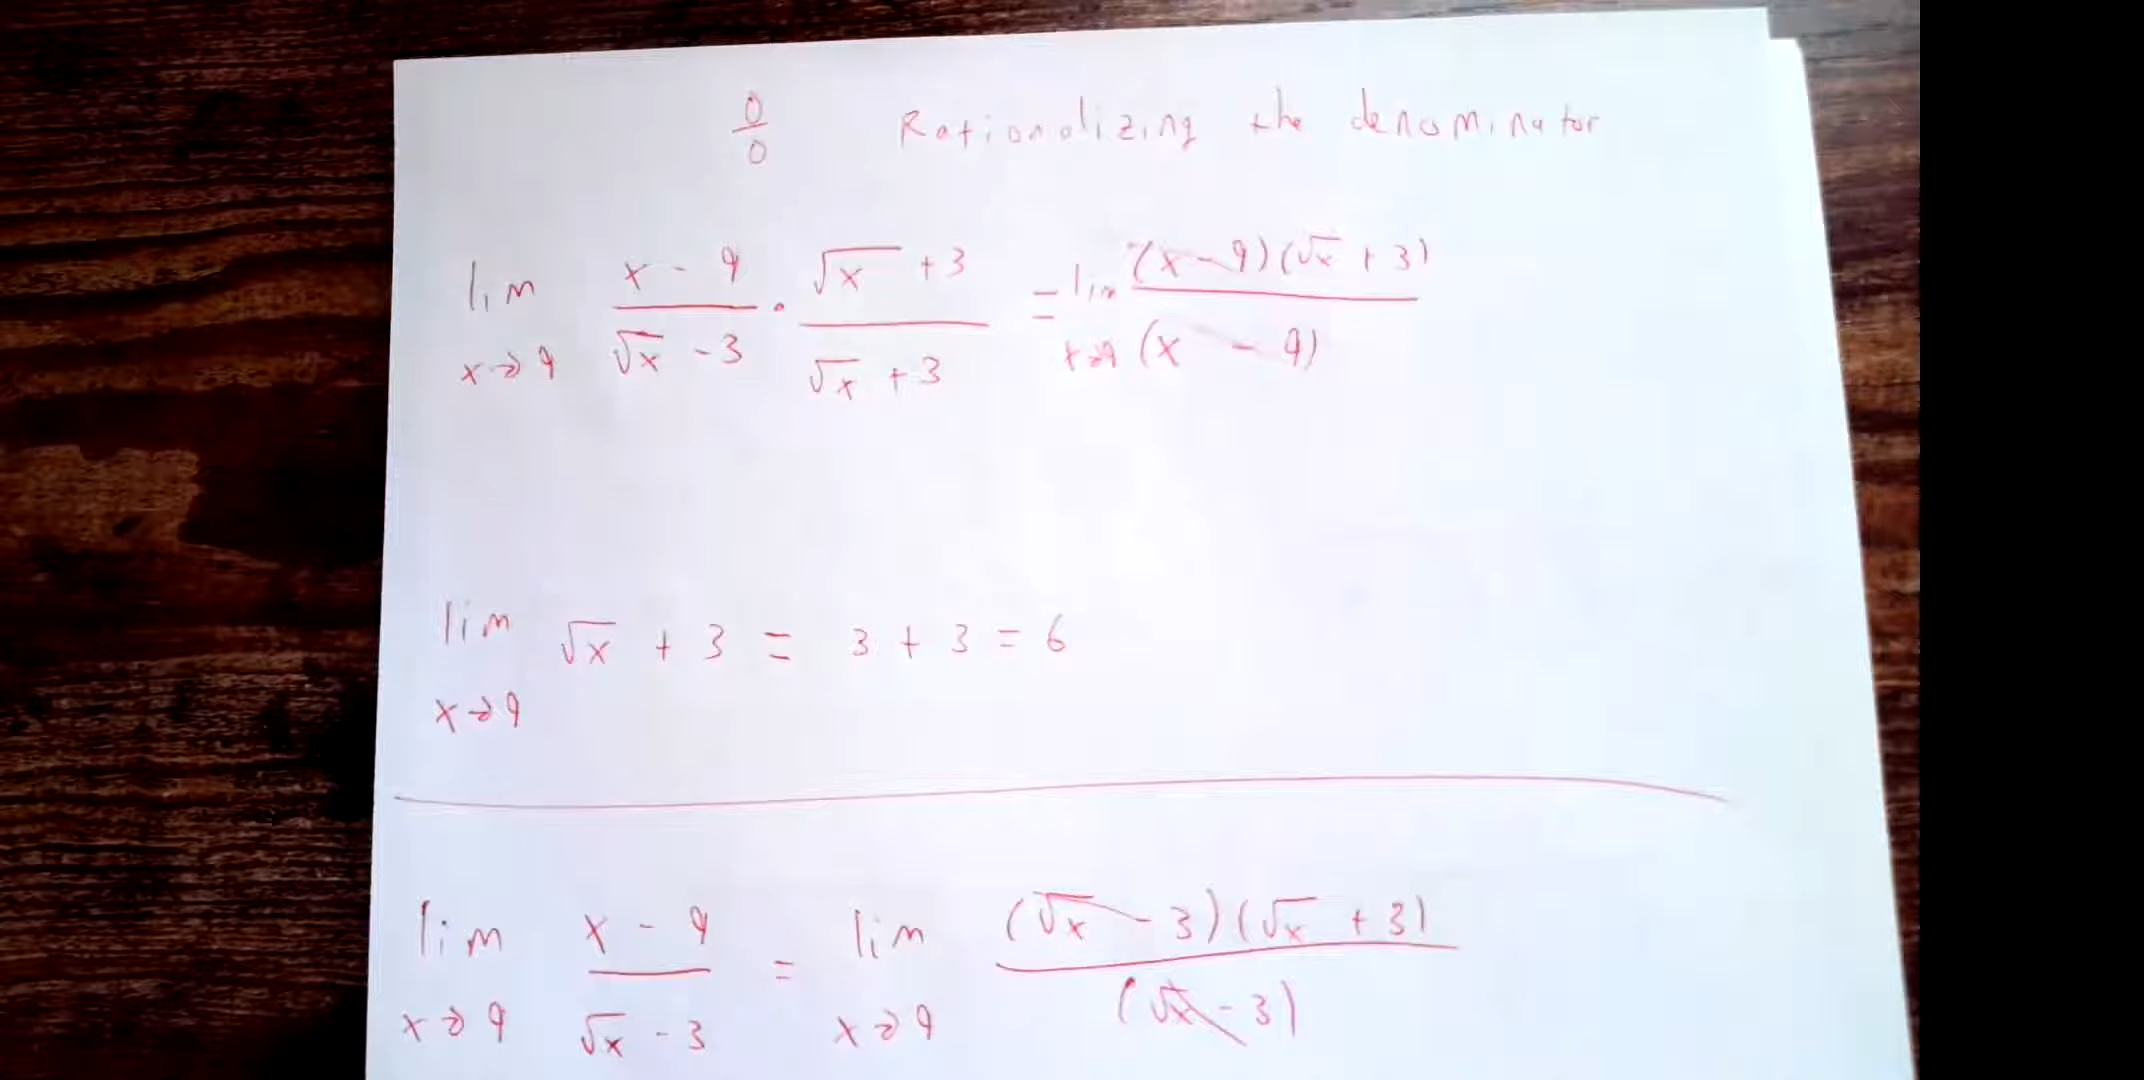 0/0 Rationalizing the denominator
lim x→9 (x - 9)/(√x - 3) · (√x + 3)/(√x + 3) = lim x→9 (x - 9)(√x + 3)/(x - 9)
lim x→9 √x + 3 = 3 + 3 = 6
lim x→9 (x - 9)/(√x - 3) = lim x→9 (√x - 3)(√x + 3)/(√x - 3)